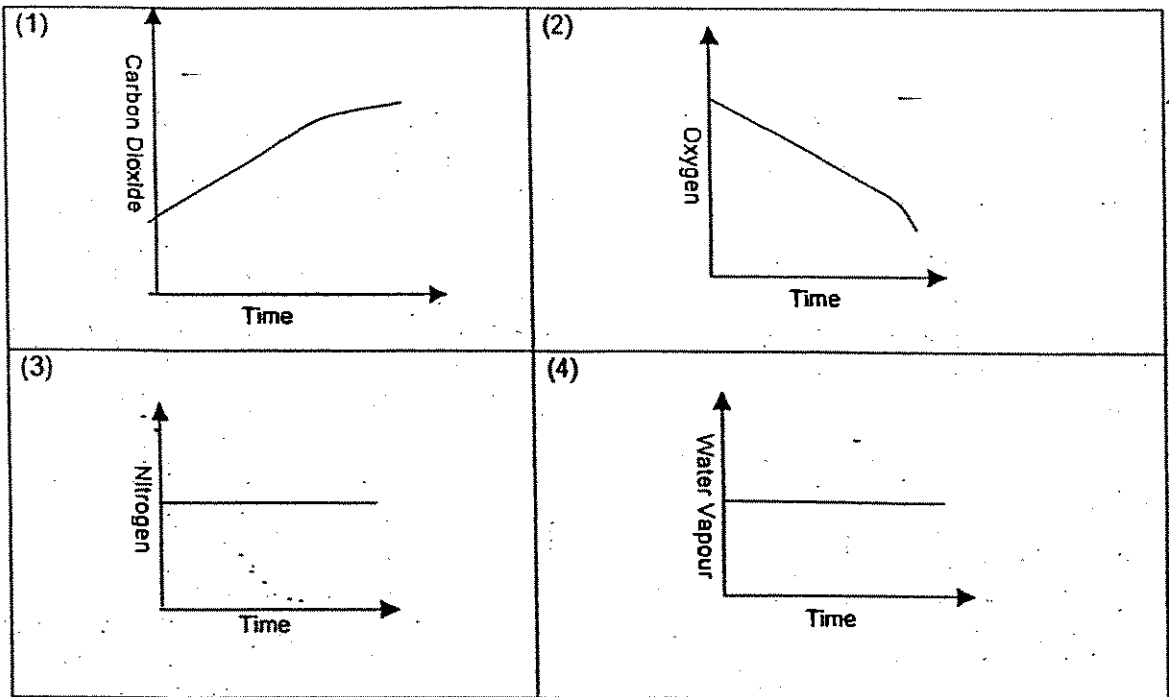 (1)
Carbon Dioxide
Time
(2)
Oxygen
Time
(3)
Nitrogen
Time
(4)
Water Vapour
Time